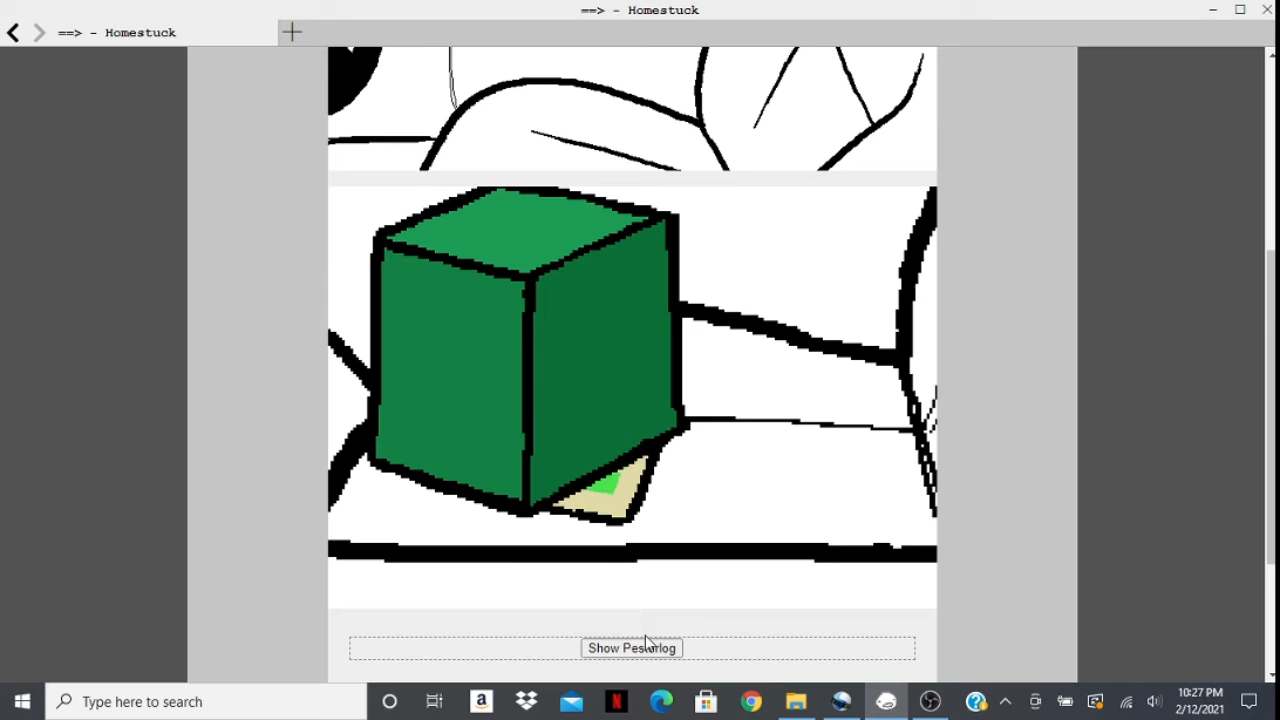 ==> - Homestuck
==> - Homestuck
Show Pesterlog
Type here to search
a
N
?
10:27 PM
2/12/2021